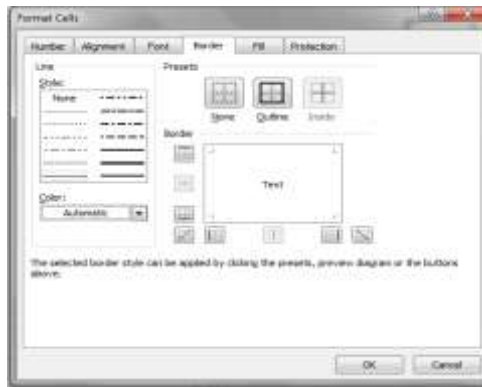 Format Cells
Number Alignment Font Border Fill Protection
Line
Style:
None
Color:
Automatic
Presets
None Outline Inside
Border
Text
The selected border style can be applied by clicking the presets, preview diagram or the buttons
above.
OK Cancel